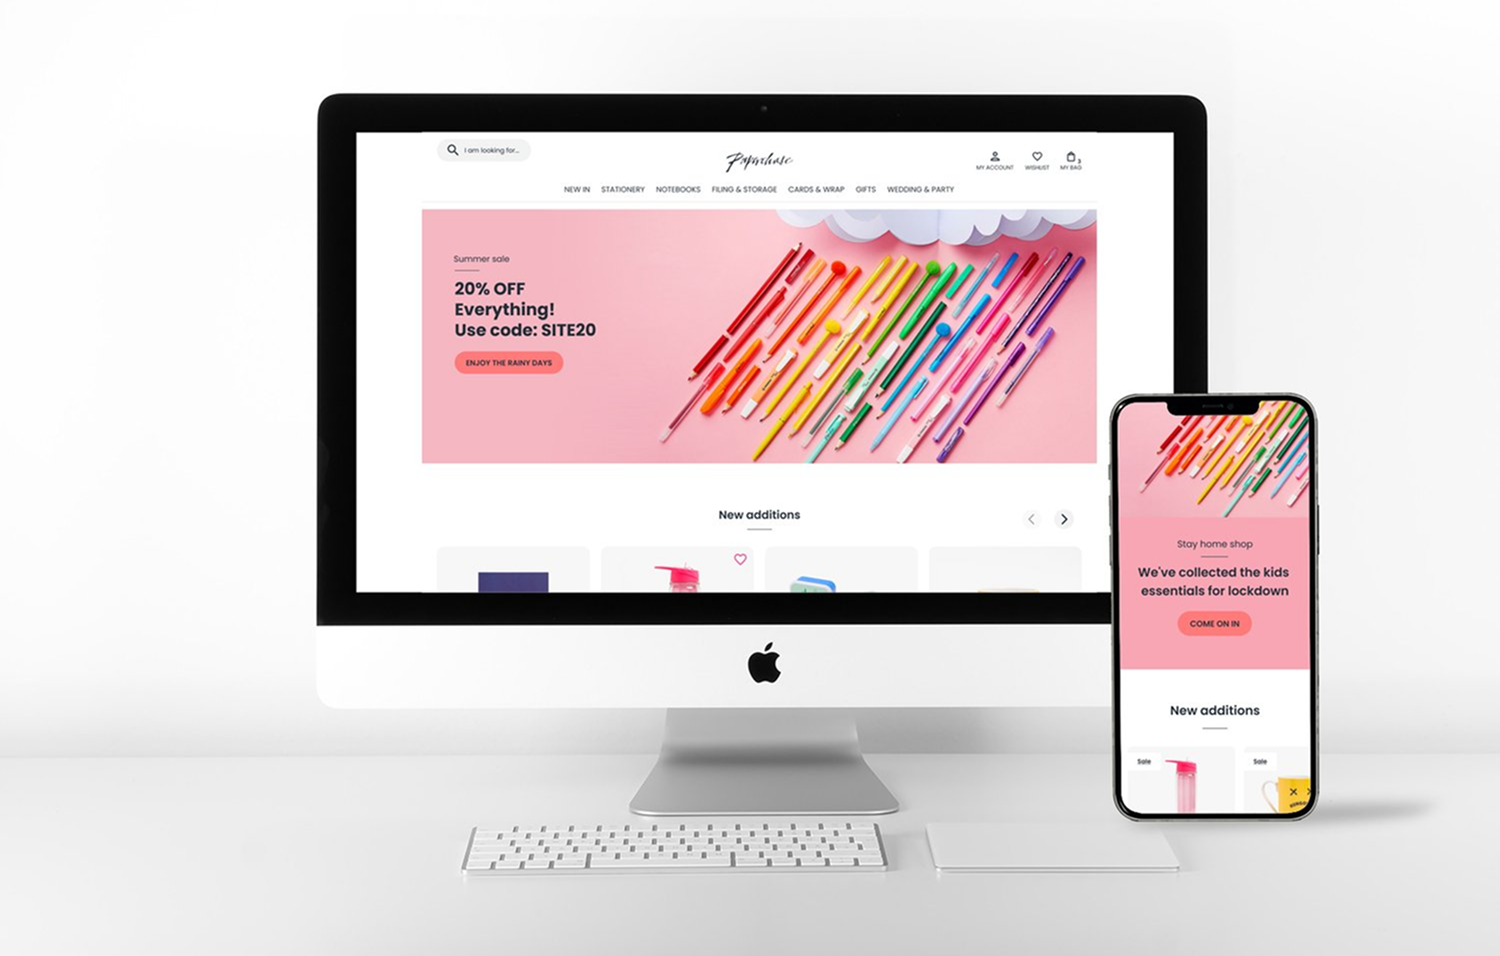 I am looking for...
Paperchase
MY ACCOUNT
WISHLIST
3
MY BAG
NEW IN
STATIONERY
NOTEBOOKS
FILING & STORAGE
CARDS & WRAP
GIFTS
WEDDING & PARTY
Summer sale
20% OFF
Everything!
Use code: SITE20
ENJOY THE RAINY DAYS
New additions
Stay home shop
We've collected the kids
essentials for lockdown
COME ON IN
New additions
Sale
Sale